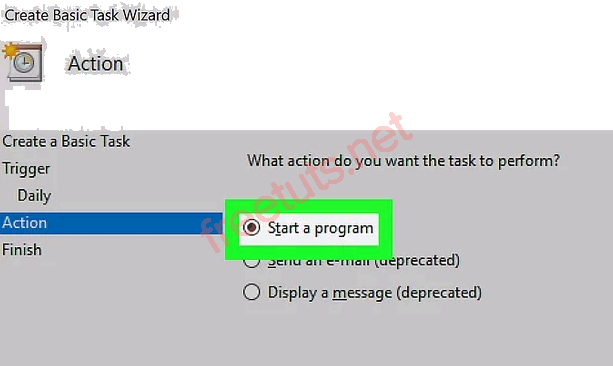 Create Basic Task Wizard
Action
Create a Basic Task
What action do you want the task to perform?
Trigger
Daily
Action
Start a program
Finish
Send an e-mail (deprecated)
Display a message (deprecated)
freetuts.net